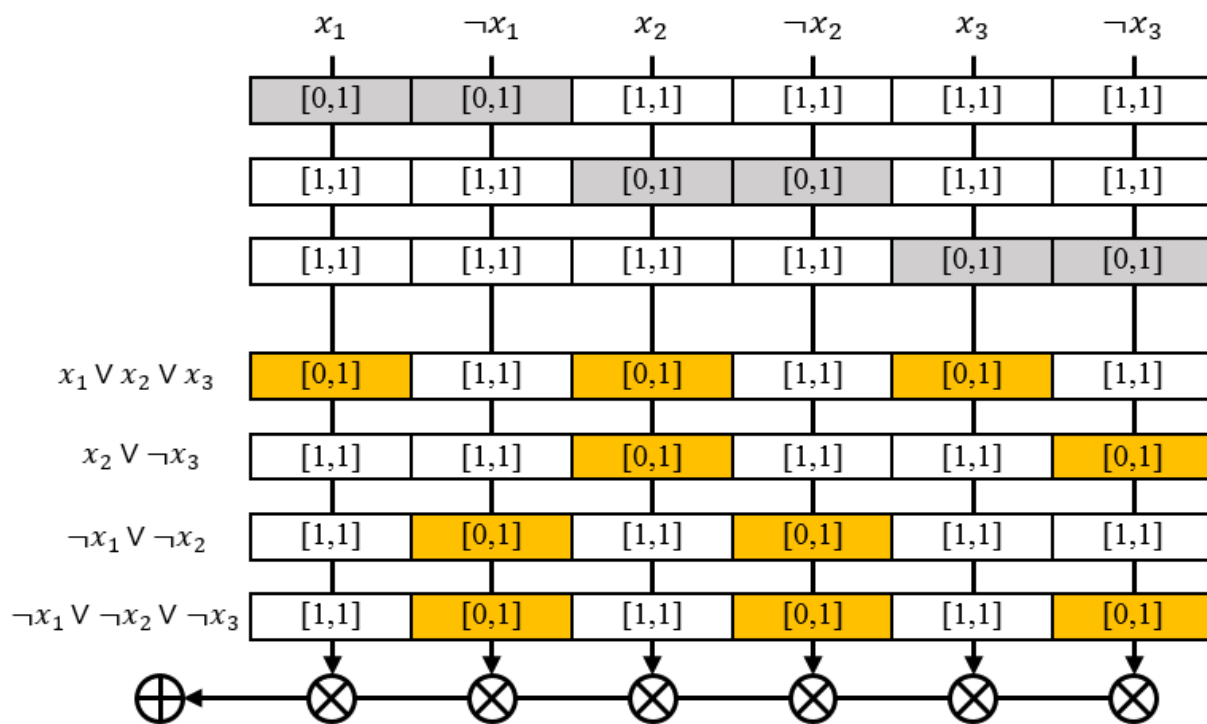 x₁ ¬x₁ x₂ ¬x₂ x₃ ¬x₃
[0,1] [0,1] [1,1] [1,1] [1,1] [1,1]
[1,1] [1,1] [0,1] [0,1] [1,1] [1,1]
[1,1] [1,1] [1,1] [1,1] [0,1] [0,1]
x₁ ∨ x₂ ∨ x₃ [0,1] [1,1] [0,1] [1,1] [0,1] [1,1]
x₂ ∨ ¬x₃ [1,1] [1,1] [0,1] [1,1] [1,1] [0,1]
¬x₁ ∨ ¬x₂ [1,1] [0,1] [1,1] [0,1] [1,1] [1,1]
¬x₁ ∨ ¬x₂ ∨ ¬x₃ [1,1] [0,1] [1,1] [0,1] [1,1] [0,1]